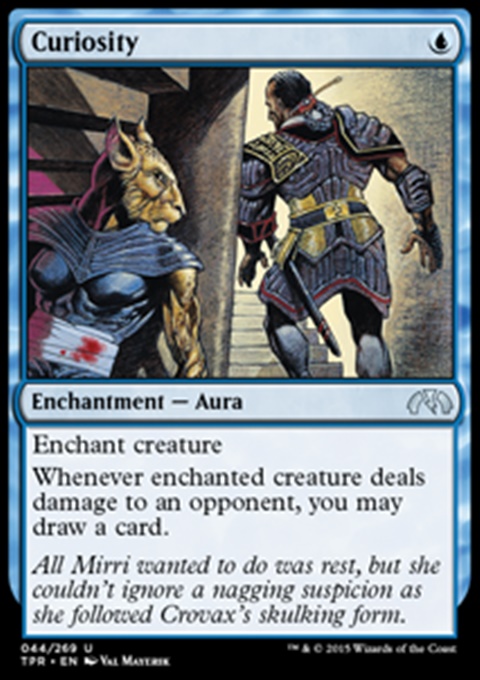 Curiosity
Enchantment — Aura
Enchant creature
Whenever enchanted creature deals
damage to an opponent, you may
draw a card.
All Mirri wanted to do was rest, but she
couldn't ignore a nagging suspicion as
she followed Crovax's skulking form.
044/269 U
TPR • EN Val Mayerik
™ & © 2015 Wizards of the Coast